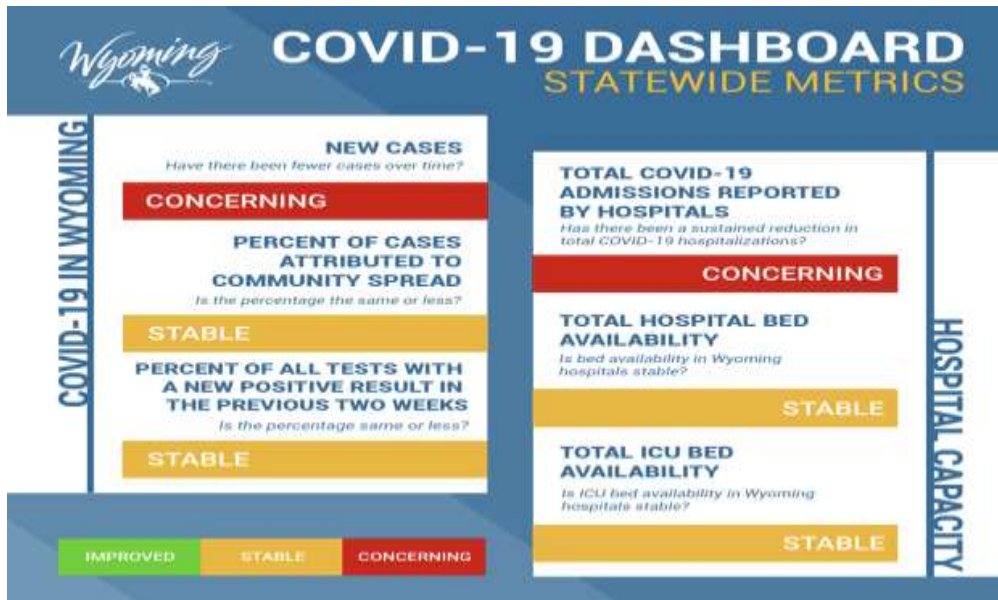 Wyoming
COVID-19 DASHBOARD
STATEWIDE METRICS
COVID-19 IN WYOMING
NEW CASES
Have there been fewer cases over time?
CONCERNING
PERCENT OF CASES
ATTRIBUTED TO
COMMUNITY SPREAD
Is the percentage the same or less?
STABLE
PERCENT OF ALL TESTS WITH
A NEW POSITIVE RESULT IN
THE PREVIOUS TWO WEEKS
Is the percentage same or less?
STABLE
IMPROVED
STABLE
CONCERNING
TOTAL COVID-19
ADMISSIONS REPORTED
BY HOSPITALS
Has there been a sustained reduction in
total COVID-19 hospitalizations?
CONCERNING
TOTAL HOSPITAL BED
AVAILABILITY
Is bed availability in Wyoming
hospitals stable?
STABLE
TOTAL ICU BED
AVAILABILITY
Is ICU bed availability in Wyoming
hospitals stable?
STABLE
HOSPITAL CAPACITY